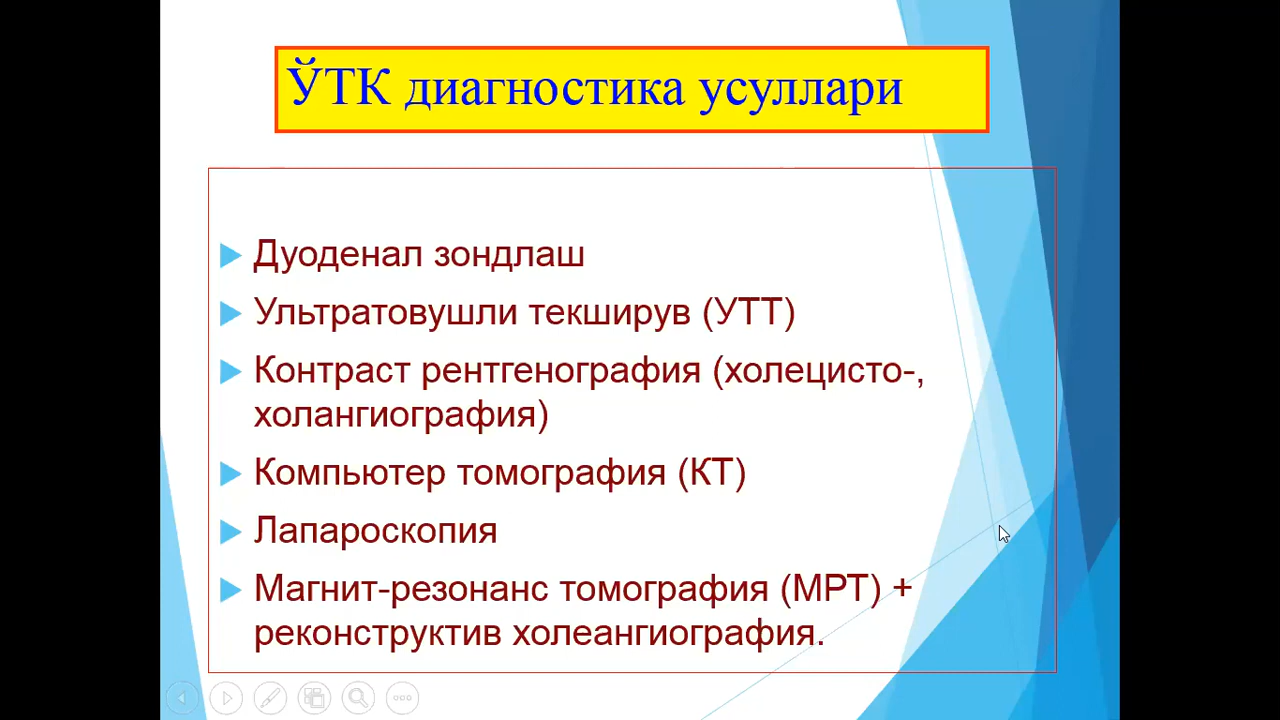 ЎТК диагностика усуллари
Дуоденал зондлаш
Ультратовушли текширув (УТТ)
Контраст рентгенография (холецисто-,
холангиография)
Компьютер томография (КТ)
Лапароскопия
Магнит-резонанс томография (МРТ) +
реконструктив холеангиография.